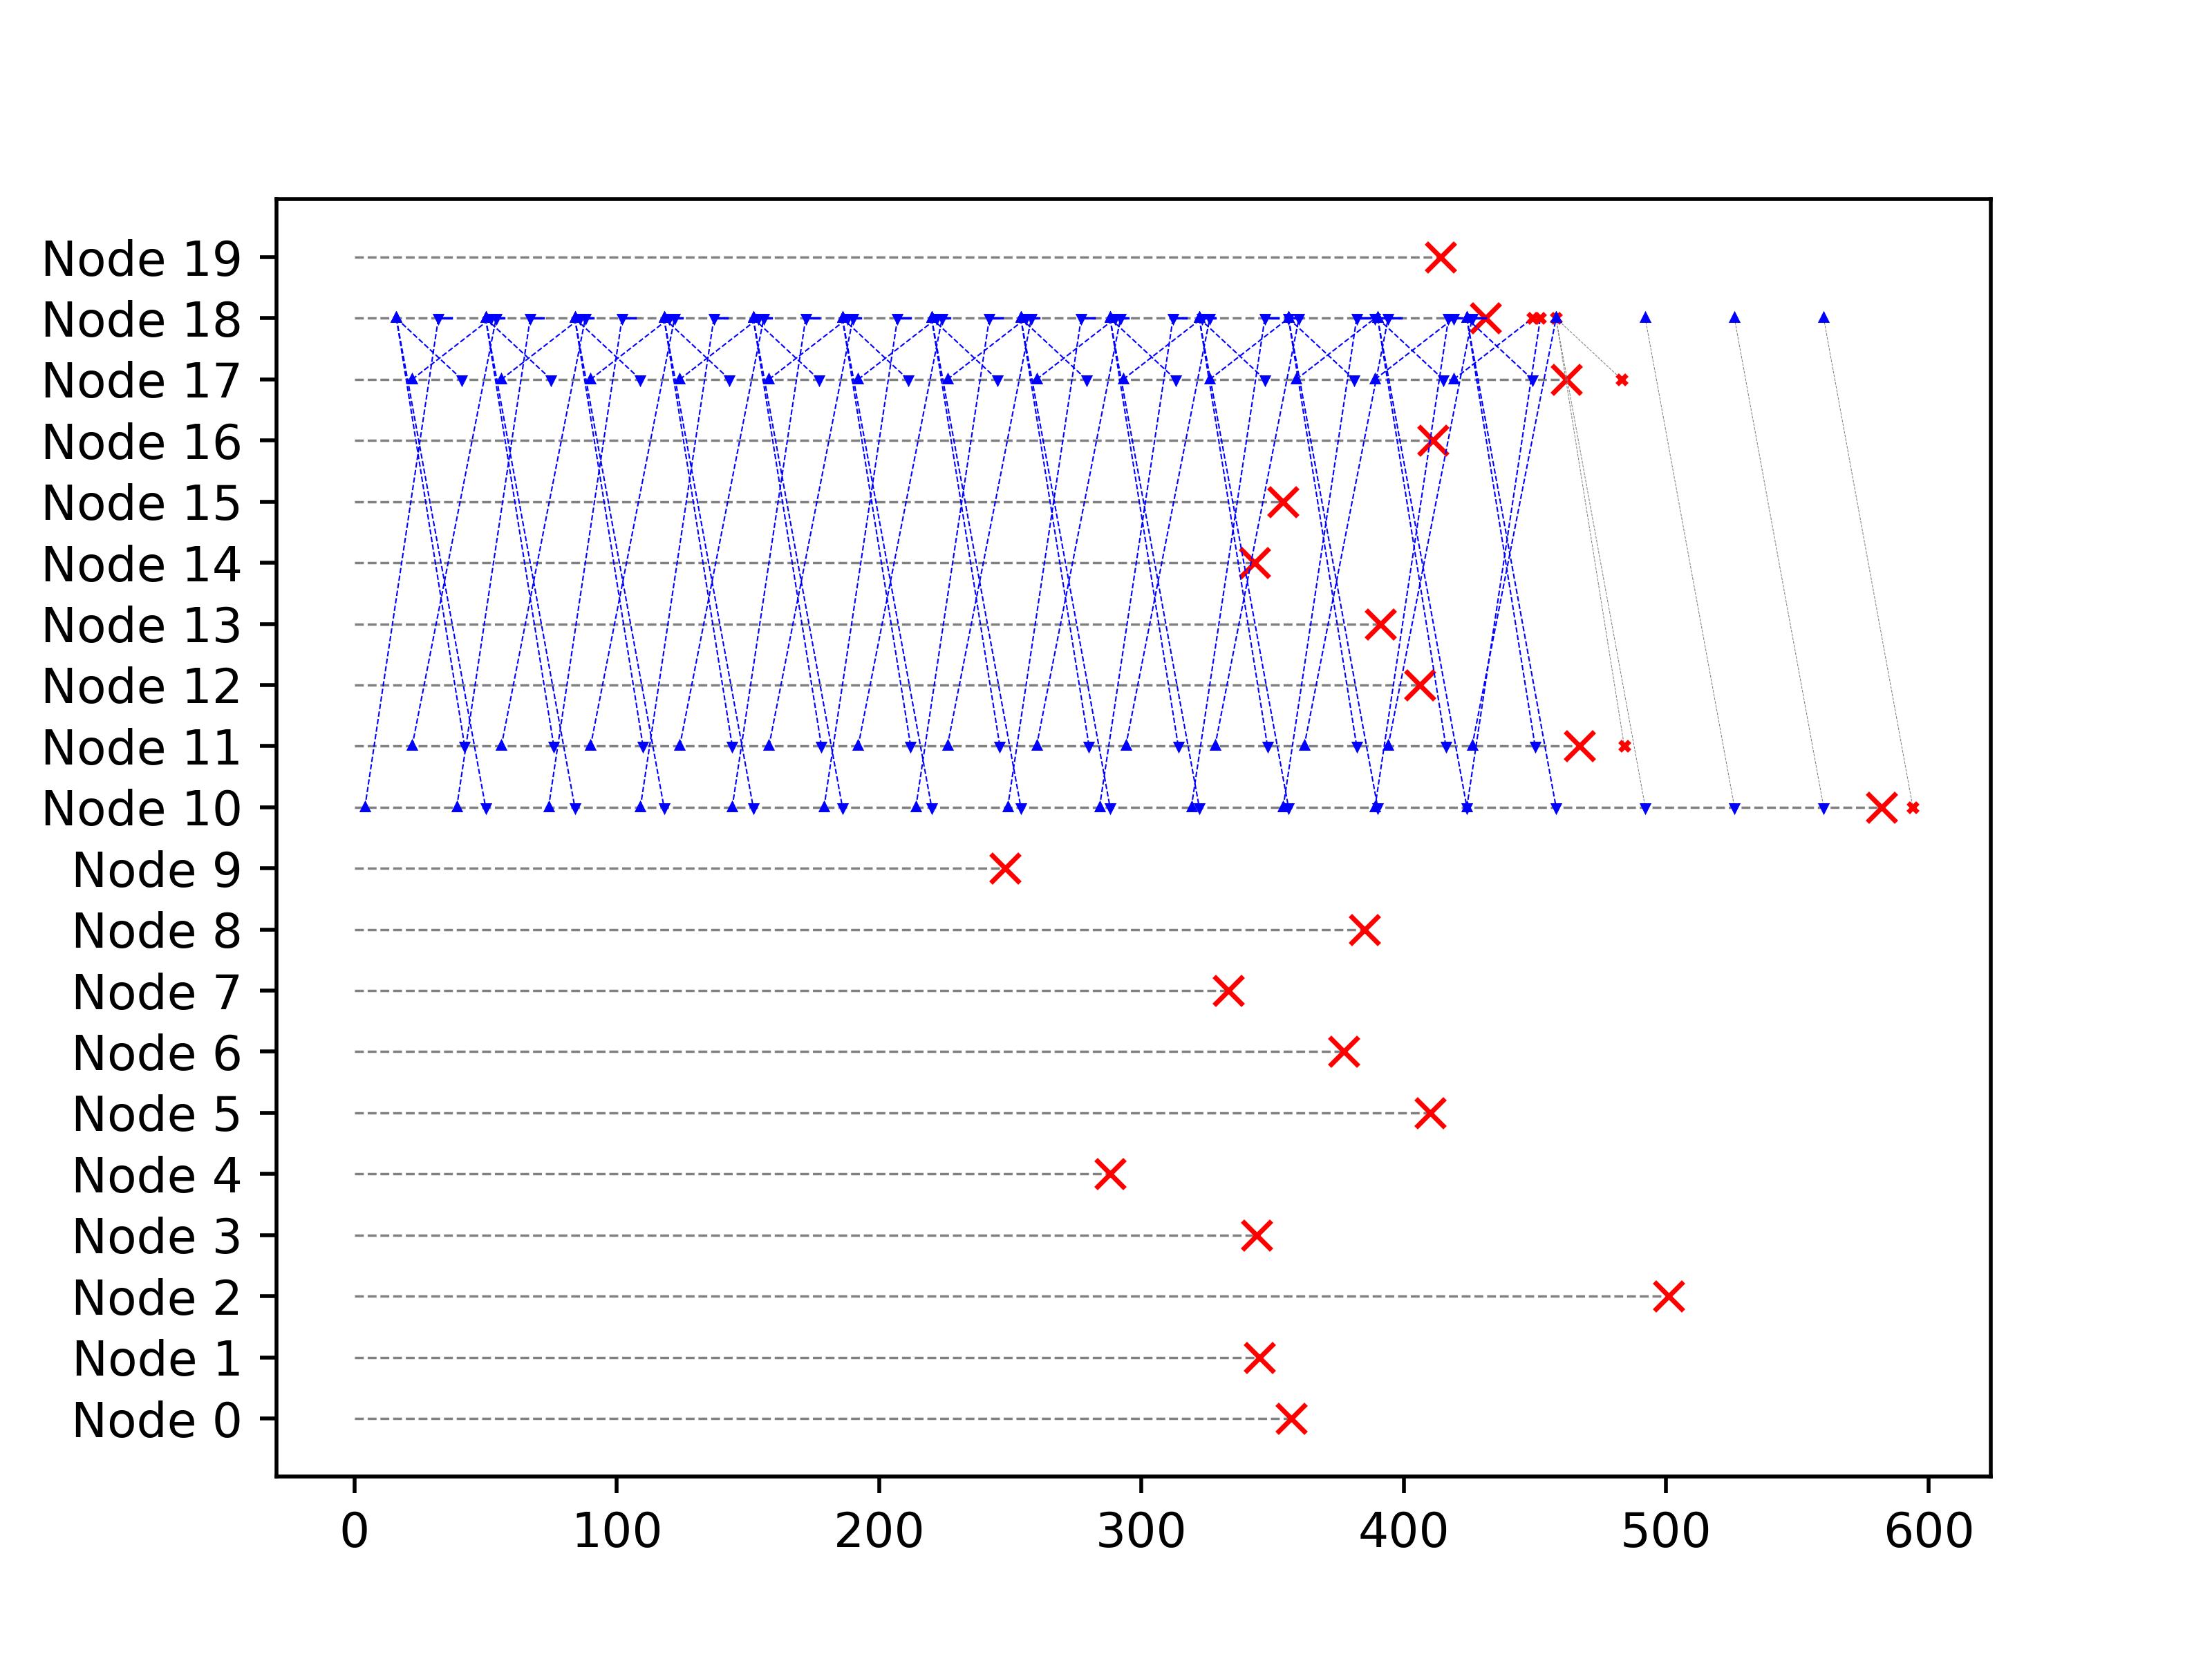 Node 19
Node 18
Node 17
Node 16
Node 15
Node 14
Node 13
Node 12
Node 11
Node 10
Node 9
Node 8
Node 7
Node 6
Node 5
Node 4
Node 3
Node 2
Node 1
Node 0
0 100 200 300 400 500 600